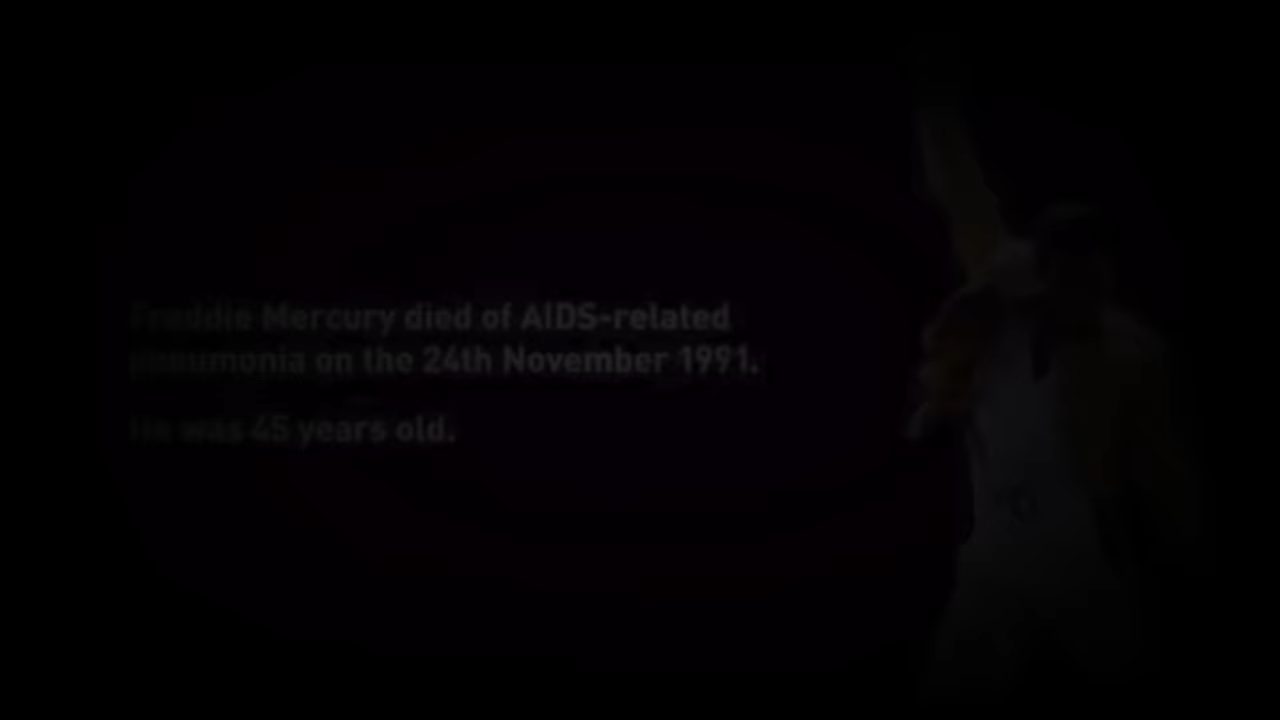 Freddie Mercury died of AIDS-related
pneumonia on the 24th November 1991.
He was 45 years old.